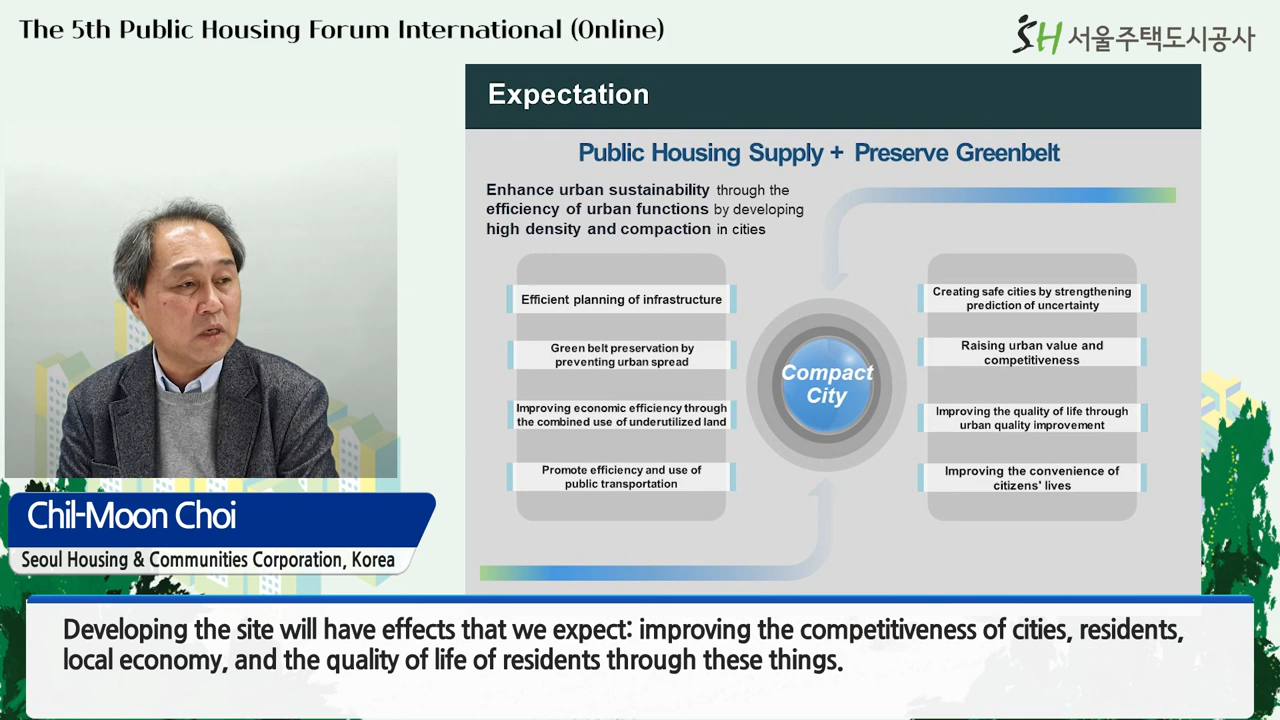 The 5th Public Housing Forum International (Online)
SH 서울주택도시공사
Expectation
Public Housing Supply + Preserve Greenbelt
Enhance urban sustainability through the
efficiency of urban functions by developing
high density and compaction in cities
Efficient planning of infrastructure
Green belt preservation by
preventing urban spread
Improving economic efficiency through
the combined use of underutilized land
Promote efficiency and use of
public transportation
Compact
City
Creating safe cities by strengthening
prediction of uncertainty
Raising urban value and
competitiveness
Improving the quality of life through
urban quality improvement
Improving the convenience of
citizens' lives
Chil-Moon Choi
Seoul Housing & Communities Corporation, Korea
Developing the site will have effects that we expect: improving the competitiveness of cities, residents,
local economy, and the quality of life of residents through these things.